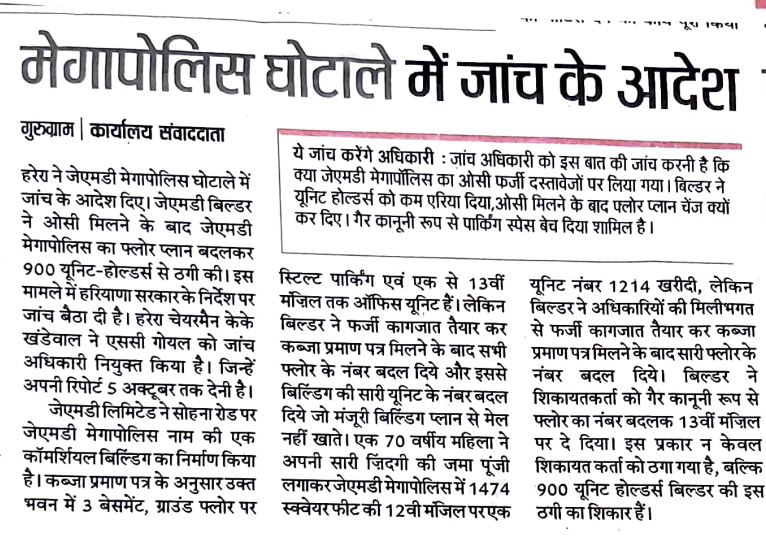 मेगापोलिस घोटाले में जांच के आदेश
गुरुग्राम | कार्यालय संवाददाता
हरेरा ने जेएमडी मेगापोलिस घोटाले में
जांच के आदेश दिए। जेएमडी बिल्डर
ने ओसी मिलने के बाद जेएमडी
मेगापोलिस का फ्लोर प्लान बदलकर
900 यूनिट-होल्डर्स से ठगी की। इस
मामले में हरियाणा सरकार के निर्देश पर
जांच बैठा दी है। हरेरा चेयरमैन केके
खंडेवाल ने एससी गोयल को जांच
अधिकारी नियुक्त किया है। जिन्हें
अपनी रिपोर्ट 5 अक्टूबर तक देनी है।
जेएमडी लिमिटेड ने सोहना रोड पर
जेएमडी मेगापोलिस नाम की एक
कॉमर्शियल बिल्डिंग का निर्माण किया
है। कब्जा प्रमाण पत्र के अनुसार उक्त
भवन में 3 बेसमेंट, ग्राउंड फ्लोर पर
ये जांच करेंगे अधिकारी : जांच अधिकारी को इस बात की जांच करनी है कि
क्या जेएमडी मेगापॉलिस का ओसी फर्जी दस्तावेजों पर लिया गया। बिल्डर ने
यूनिट होल्डर्स को कम एरिया दिया,ओसी मिलने के बाद फ्लोर प्लान चेंज क्यों
कर दिए। गैर कानूनी रूप से पार्किंग स्पेस बेच दिया शामिल है।
स्टिल्ट पार्किंग एवं एक से 13वीं
मंज़िल तक ऑफिस यूनिट हैं। लेकिन
बिल्डर ने फर्जी कागजात तैयार कर
कब्जा प्रमाण पत्र मिलने के बाद सभी
फ्लोर के नंबर बदल दिये और इससे
बिल्डिंग की सारी यूनिट के नंबर बदल
दिये जो मंजूरी बिल्डिंग प्लान से मेल
नहीं खाते। एक 70 वर्षीय महिला ने
अपनी सारी ज़िदगी की जमा पूंजी
लगाकर जेएमडी मेगापोलिस में 1474
स्क्वेयर फीट की 12वी मंजिल पर एक
यूनिट नंबर 1214 खरीदी, लेकिन
बिल्डर ने अधिकारियों की मिलीभगत
से फर्जी कागजात तैयार कर कब्जा
प्रमाण पत्र मिलने के बाद सारी फ्लोर के
नंबर बदल दिये। बिल्डर ने
शिकायतकर्ता को गैर कानूनी रूप से
फ्लोर का नंबर बदलक 13वीं मंज़िल
पर दे दिया। इस प्रकार न केवल
शिकायत कर्ता को ठगा गया है, बल्कि
900 यूनिट होल्डर्स बिल्डर की इस
ठगी का शिकार हैं।